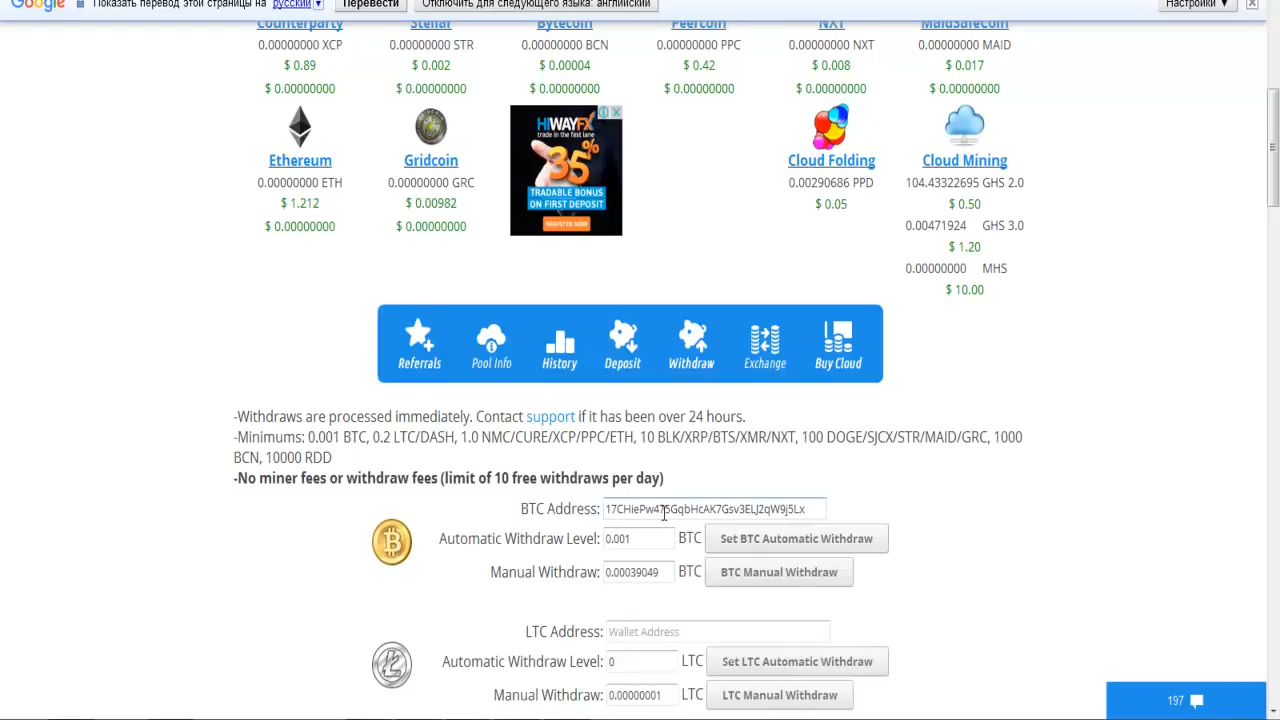 Google Показать перевод этой страницы на русский Перевести Отключить для следующего языка: английский Настройки ▼
Counterparty Stellar Bytecoin Peercoin NXT MaidSafeCoin
0.00000000 XCP 0.00000000 STR 0.00000000 BCN 0.00000000 PPC 0.00000000 NXT 0.00000000 MAID
$ 0.89 $ 0.002 $ 0.00004 $ 0.42 $ 0.008 $ 0.017
$ 0.00000000 $ 0.00000000 $ 0.00000000 $ 0.00000000 $ 0.00000000 $ 0.00000000
HIWAYFX
trade in the fast lane
35%
TRADABLE BONUS
ON FIRST DEPOSIT
REGISTER NOW
Ethereum Gridcoin Cloud Folding Cloud Mining
0.00000000 ETH 0.00000000 GRC 0.00290686 PPD 104.43322695 GHS 2.0
$ 1.212 $ 0.00982 $ 0.05 $ 0.50
$ 0.00000000 $ 0.00000000 0.00471924 GHS 3.0
$ 1.20
0.00000000 MHS
$ 10.00
Referrals Pool Info History Deposit Withdraw Exchange Buy Cloud
-Withdraws are processed immediately. Contact support if it has been over 24 hours.
-Minimums: 0.001 BTC, 0.2 LTC/DASH, 1.0 NMC/CURE/XCP/PPC/ETH, 10 BLK/XRP/BTS/XMR/NXT, 100 DOGE/SJCX/STR/MAID/GRC, 1000
BCN, 10000 RDD
-No miner fees or withdraw fees (limit of 10 free withdraws per day)
BTC Address: 17CHiePw475GqbHcAK7Gsv3ELJ2qW9j5Lx
Automatic Withdraw Level: 0.001 BTC Set BTC Automatic Withdraw
Manual Withdraw: 0.00039049 BTC BTC Manual Withdraw
LTC Address: Wallet Address
Automatic Withdraw Level: 0 LTC Set LTC Automatic Withdraw
Manual Withdraw: 0.00000001 LTC LTC Manual Withdraw
197